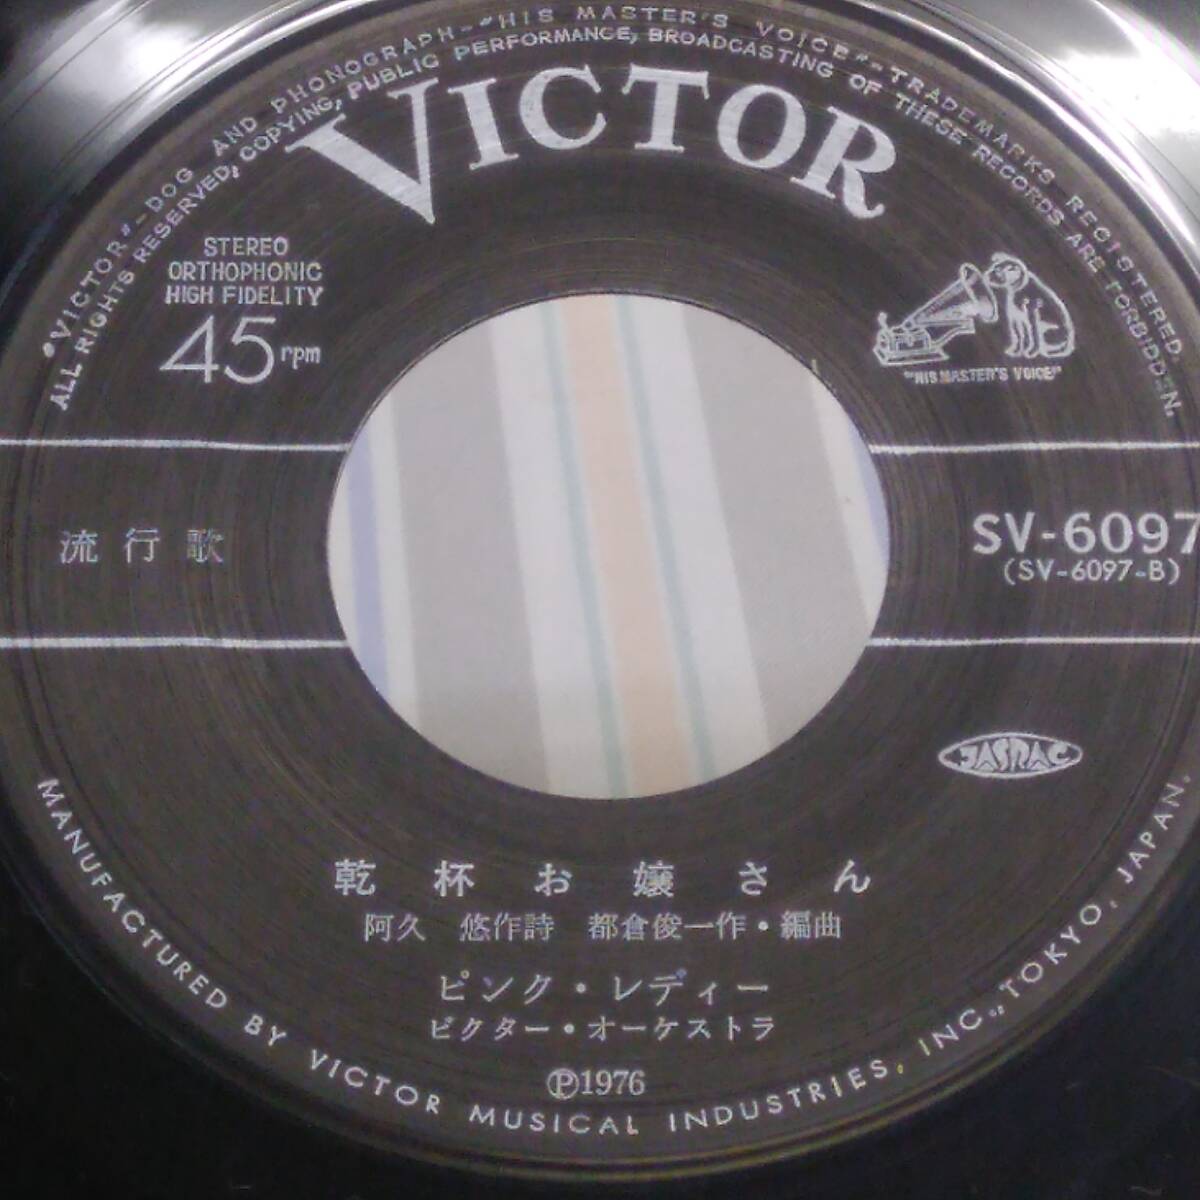 "VICTOR"-DOG AND PHONOGRAPH-"HIS MASTER'S VOICE"-TRADEMARKS REGISTERED.
ALL RIGHTS RESERVED, COPYING, PUBLIC PERFORMANCE, BROADCASTING OF THESE RECORDS ARE FORBIDDEN.
VICTOR
STEREO
ORTHOPHONIC
HIGH FIDELITY
45rpm
"HIS MASTER'S VOICE"
流行歌
SV-6097
(SV-6097-B)
JASRAC
乾杯お嬢さん
阿久 悠作詩 都倉俊一作・編曲
ピンク・レディー
ビクター・オーケストラ
Ⓟ1976
MANUFACTURED BY VICTOR MUSICAL INDUSTRIES, INC., TOKYO, JAPAN.